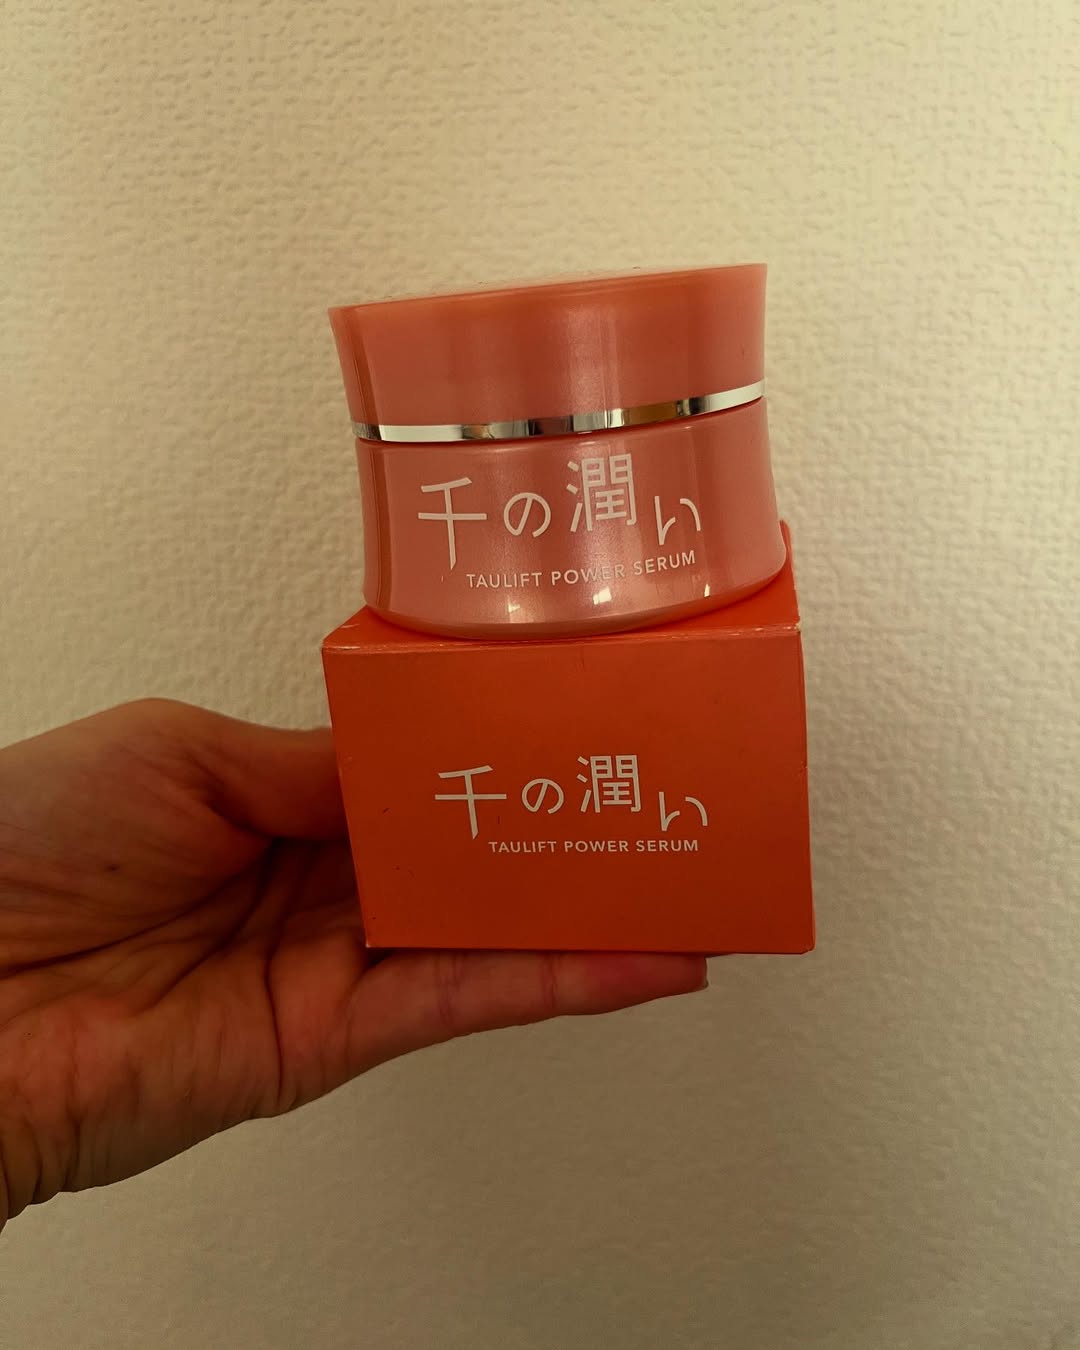 千の潤い
TAULIFT POWER SERUM
千の潤い
TAULIFT POWER SERUM